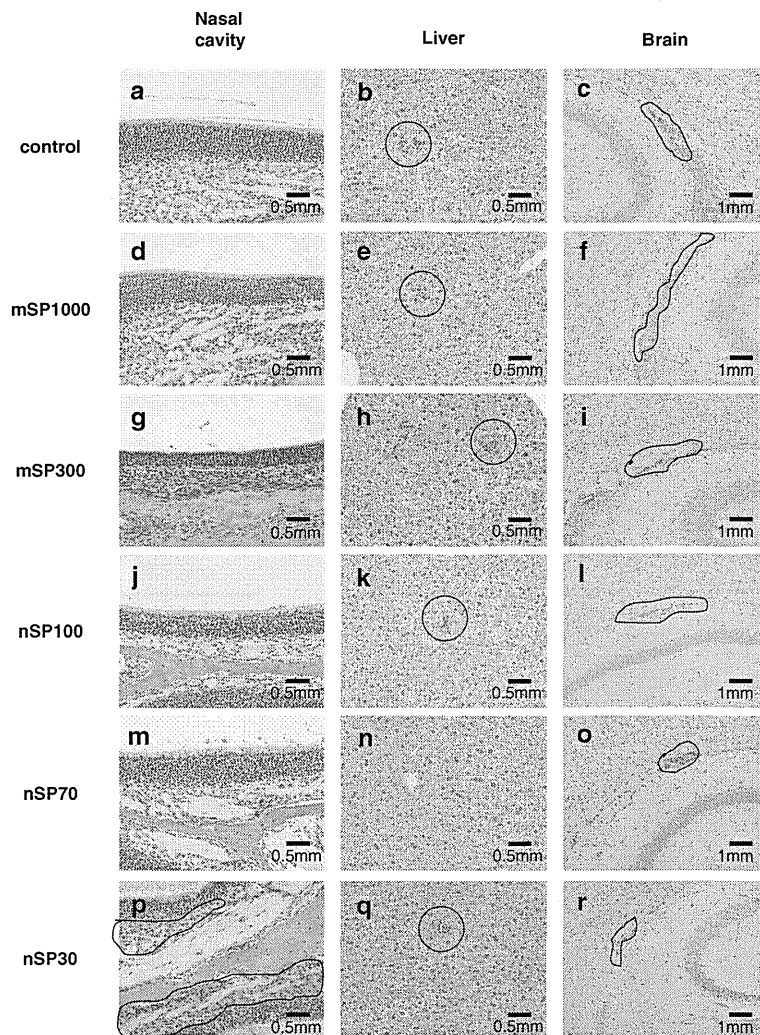 Nasal
cavity
Liver
Brain
control
a
0.5mm
b
0.5mm
c
1mm
mSP1000
d
0.5mm
e
0.5mm
f
1mm
mSP300
g
0.5mm
h
0.5mm
i
1mm
nSP100
j
0.5mm
k
0.5mm
l
1mm
nSP70
m
0.5mm
n
0.5mm
o
1mm
nSP30
p
0.5mm
q
0.5mm
r
1mm